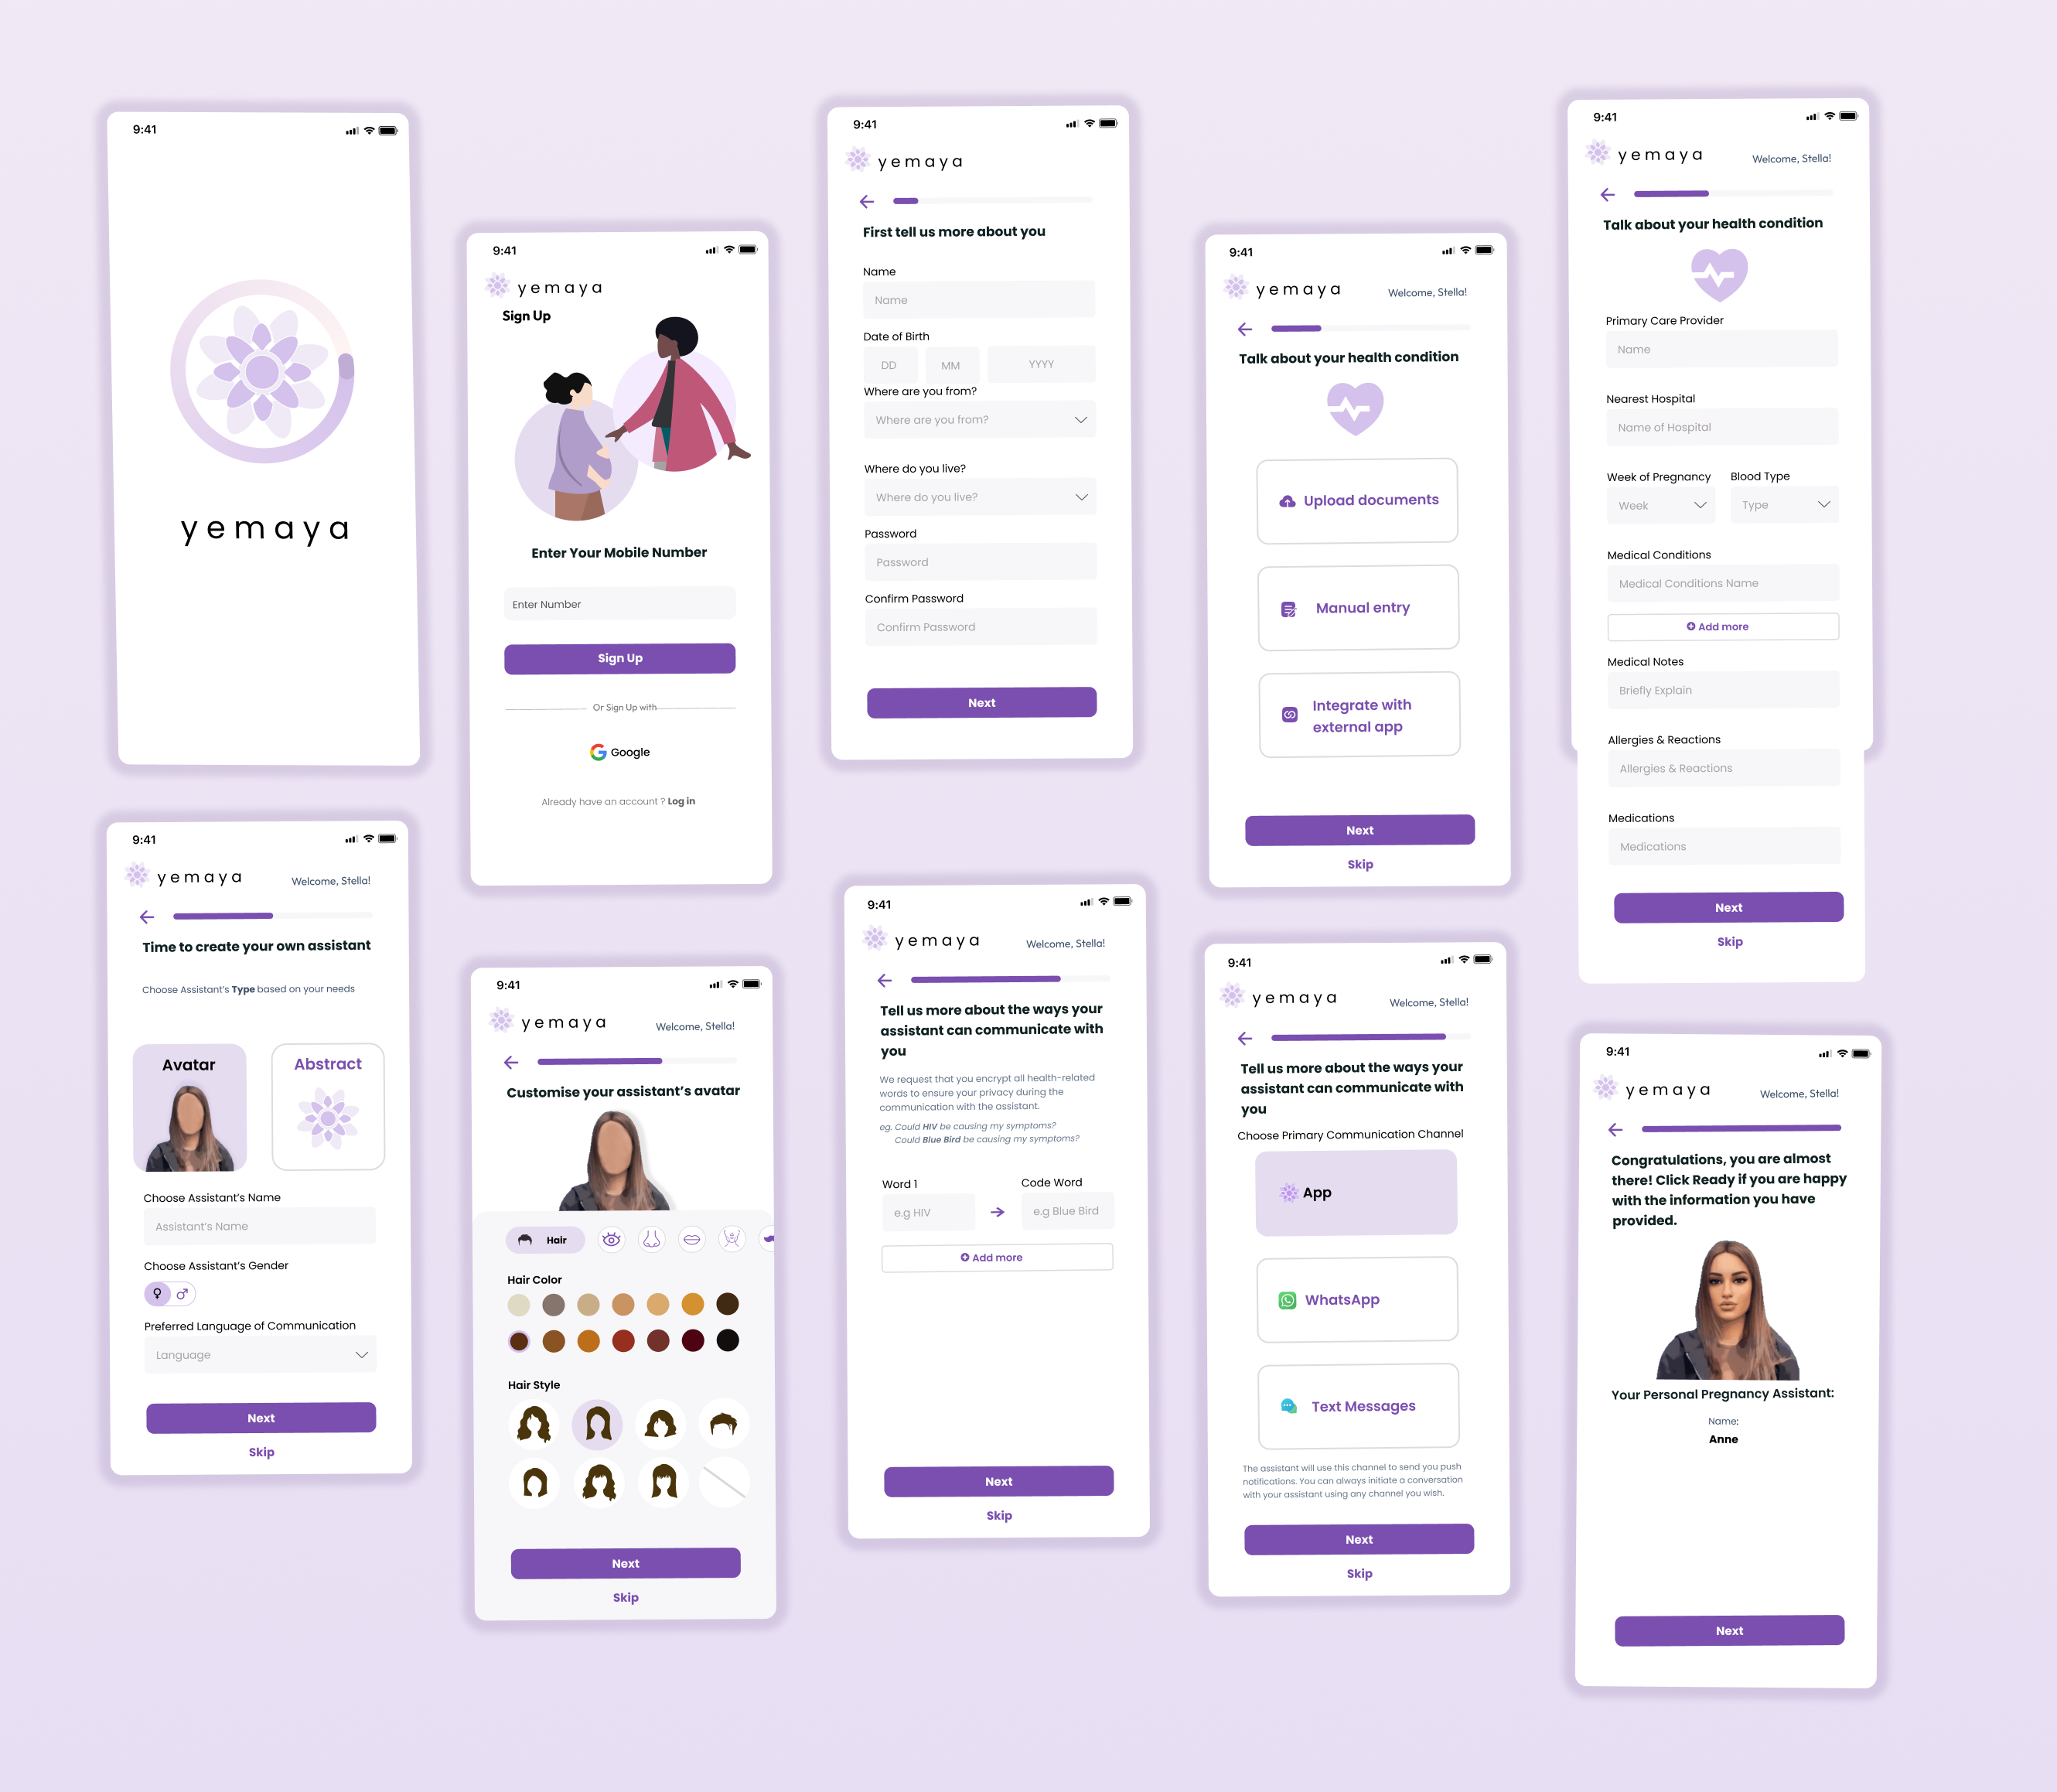 9:41
yemaya
9:41
yemaya
Sign Up
Enter Your Mobile Number
Enter Number
Sign Up
Or Sign Up with
Google
Already have an account ? Log in
9:41
yemaya
First tell us more about you
Name
Name
Date of Birth
DD MM YYYY
Where are you from?
Where are you from?
Where do you live?
Where do you live?
Password
Password
Confirm Password
Confirm Password
Next
9:41
yemaya Welcome, Stella!
Talk about your health condition
Upload documents
Manual entry
Integrate with
external app
Next
Skip
9:41
yemaya Welcome, Stella!
Talk about your health condition
Primary Care Provider
Name
Nearest Hospital
Name of Hospital
Week of Pregnancy Blood Type
Week Type
Medical Conditions
Medical Conditions Name
Add more
Medical Notes
Briefly Explain
Allergies & Reactions
Allergies & Reactions
Medications
Medications
Next
Skip
9:41
yemaya Welcome, Stella!
Time to create your own assistant
Choose Assistant's Type based on your needs
Avatar Abstract
Choose Assistant's Name
Assistant's Name
Choose Assistant's Gender
Preferred Language of Communication
Language
Next
Skip
9:41
yemaya Welcome, Stella!
Customise your assistant's avatar
Hair
Hair Color
Hair Style
Next
Skip
9:41
yemaya Welcome, Stella!
Tell us more about the ways your
assistant can communicate with
you
We request that you encrypt all health-related
words to ensure your privacy during the
communication with the assistant.
eg. Could HIV be causing my symptoms?
Could Blue Bird be causing my symptoms?
Word 1 Code Word
e.g HIV e.g Blue Bird
Add more
Next
Skip
9:41
yemaya Welcome, Stella!
Tell us more about the ways your
assistant can communicate with
you
Choose Primary Communication Channel
App
WhatsApp
Text Messages
The assistant will use this channel to send you push
notifications. You can always initiate a conversation
with your assistant using any channel you wish.
Next
Skip
9:41
yemaya Welcome, Stella!
Congratulations, you are almost
there! Click Ready if you are happy
with the information you have
provided.
Your Personal Pregnancy Assistant:
Name;
Anne
Next